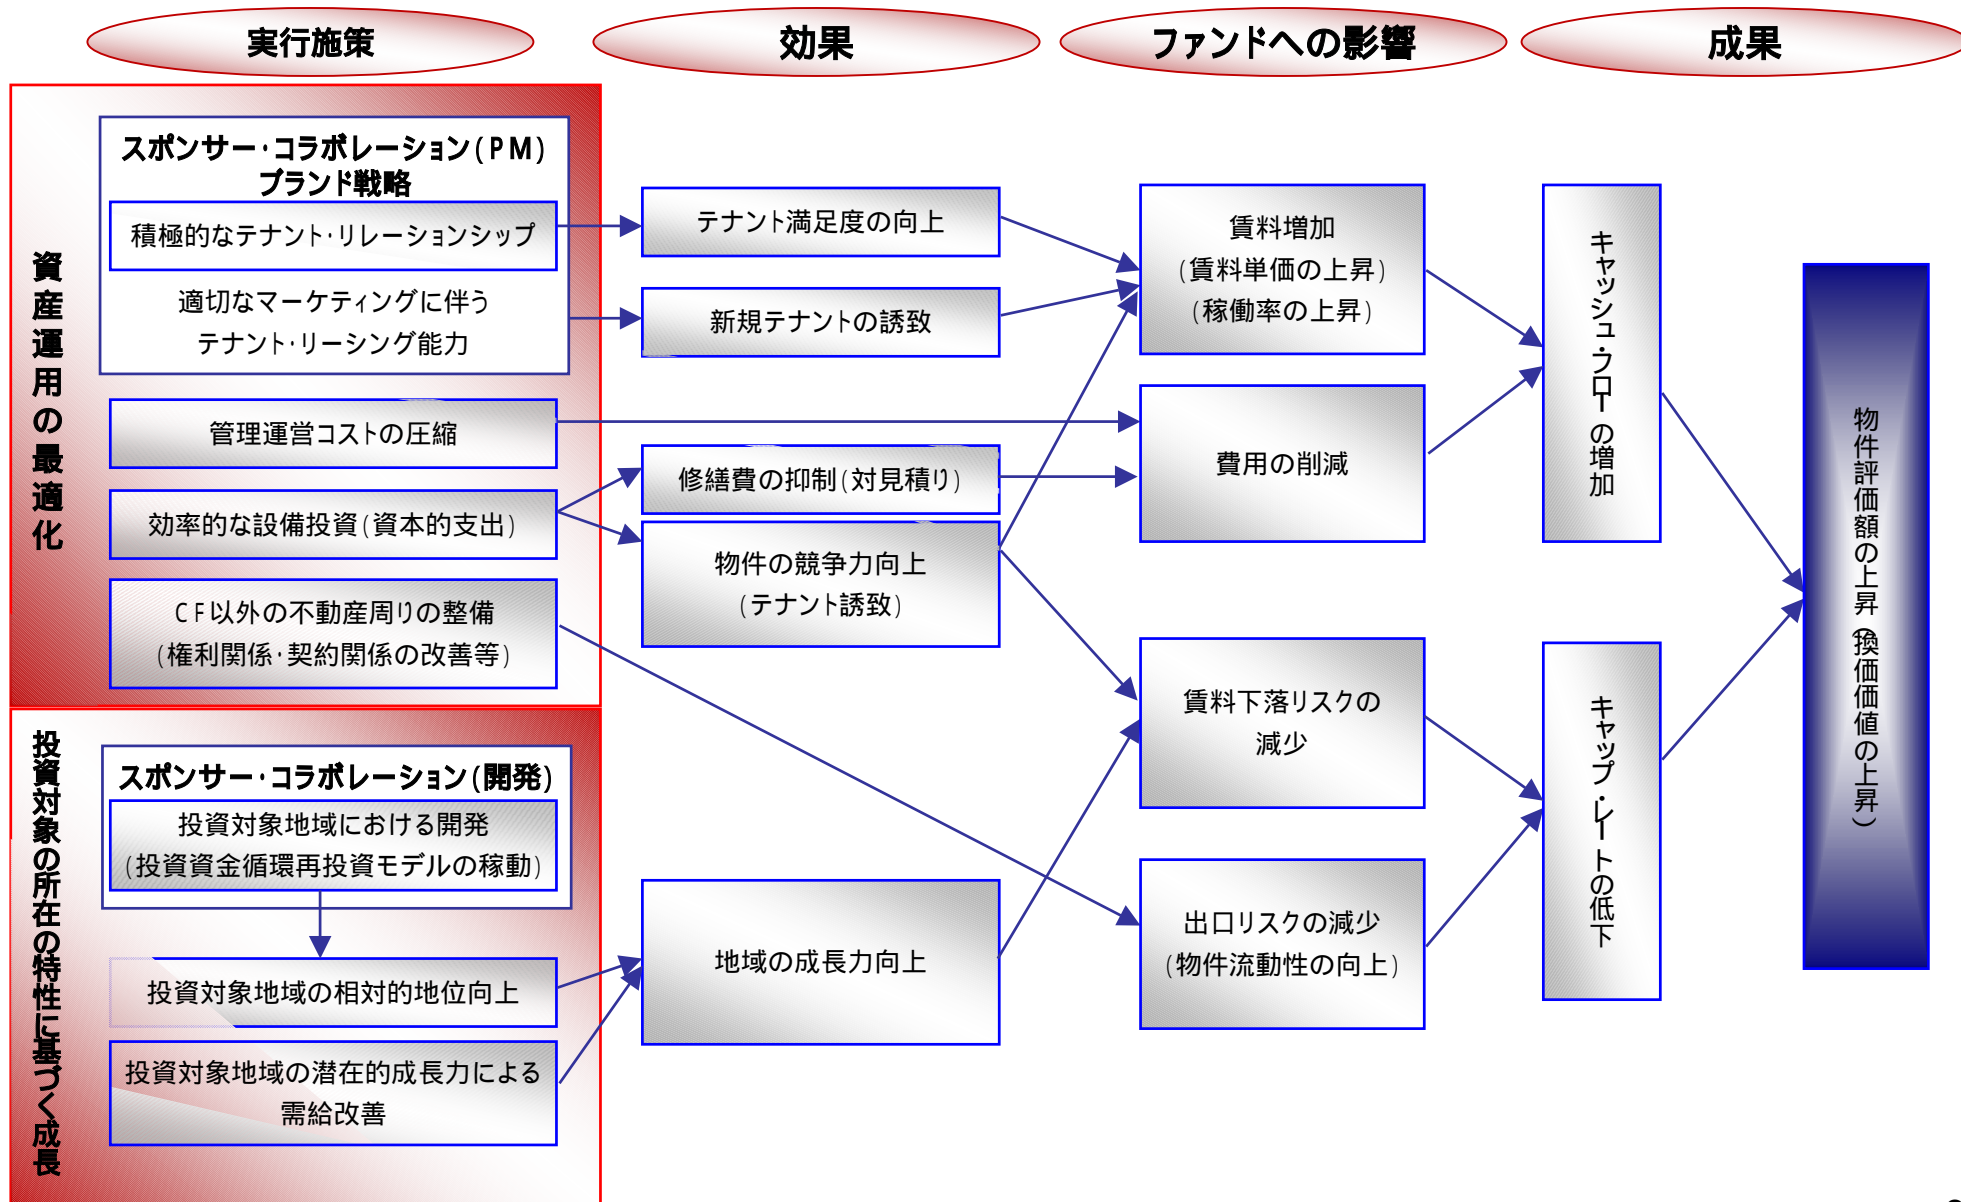 実行施策
効果
ファンドへの影響
成果
資産運用の最適化
スポンサー・コラボレーション(PM)
ブランド戦略
積極的なテナント・リレーションシップ
適切なマーケティングに伴う
テナント・リーシング能力
管理運営コストの圧縮
効率的な設備投資(資本的支出)
CF以外の不動産周りの整備
(権利関係・契約関係の改善等)
投資対象の所在の特性に基づく成長
スポンサー・コラボレーション(開発)
投資対象地域における開発
(投資資金循環再投資モデルの稼動)
投資対象地域の相対的地位向上
投資対象地域の潜在的成長力による
需給改善
テナント満足度の向上
新規テナントの誘致
修繕費の抑制(対見積り)
物件の競争力向上
(テナント誘致)
地域の成長力向上
賃料増加
(賃料単価の上昇)
(稼働率の上昇)
費用の削減
賃料下落リスクの
減少
出口リスクの減少
(物件流動性の向上)
キャッシュ・フローの増加
キャップ・レートの低下
物件評価額の上昇(換価価値の上昇)